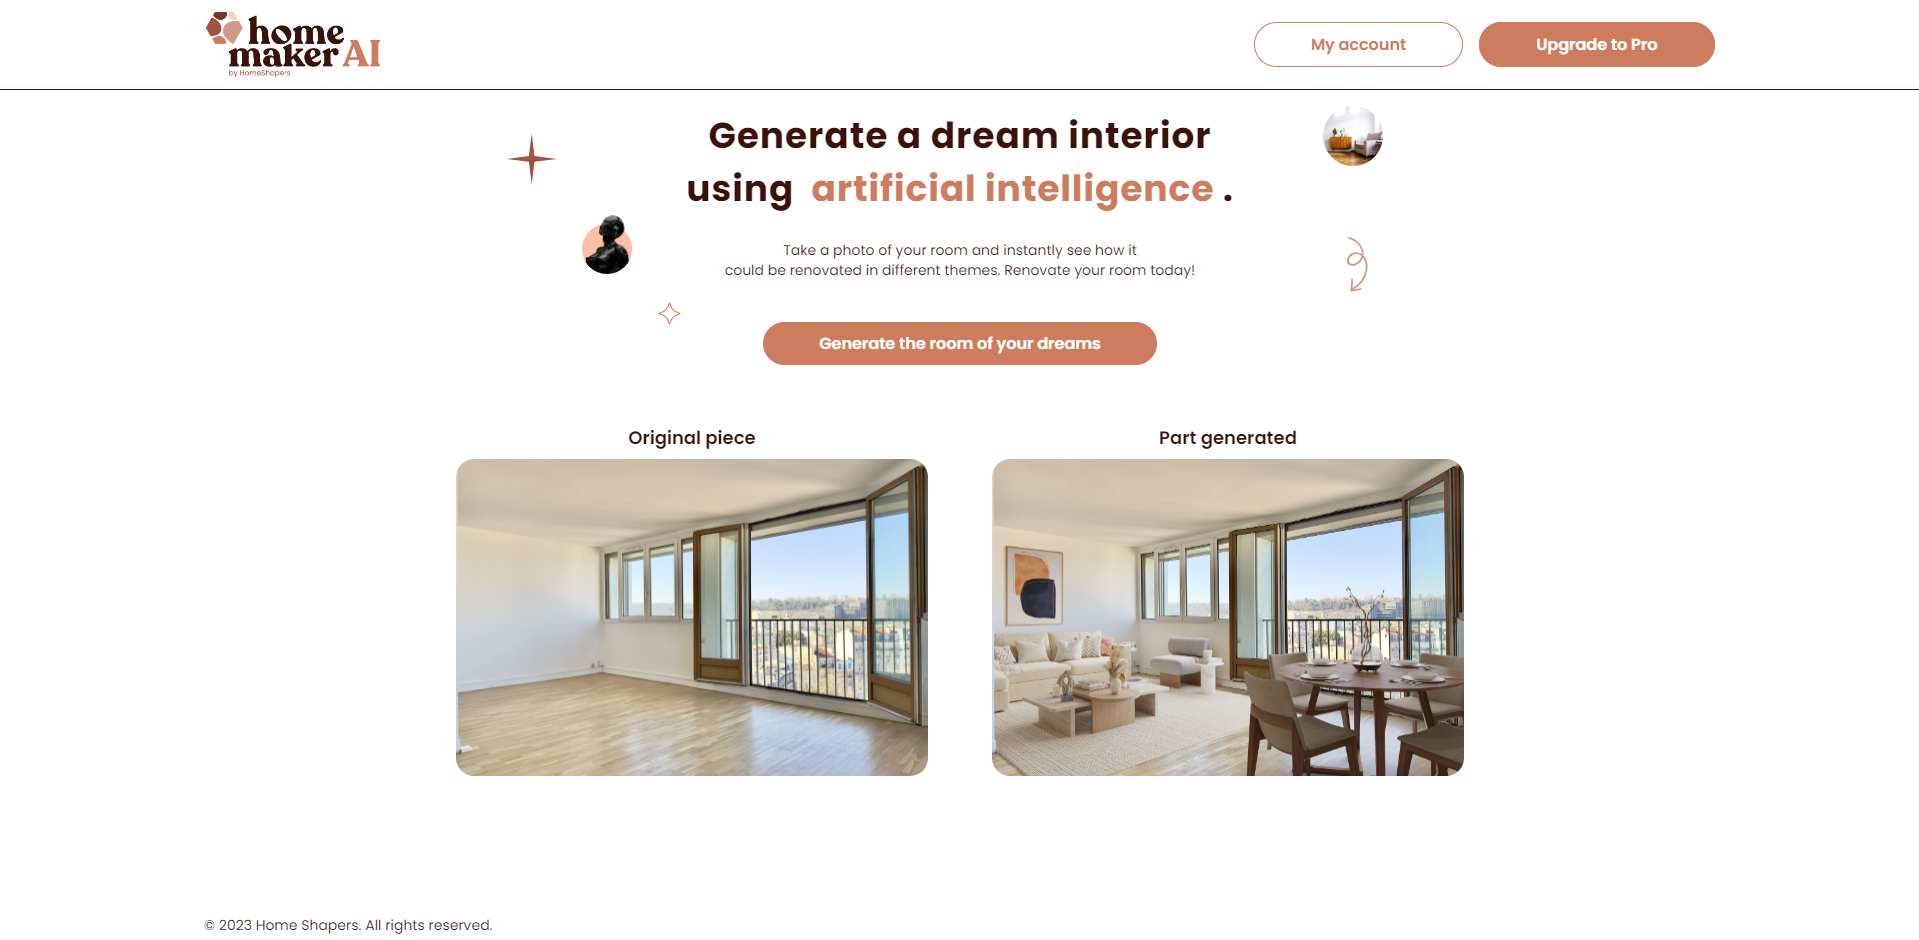 home
maker AI
by HomeShapers
My account
Upgrade to Pro
Generate a dream interior
using artificial intelligence .
Take a photo of your room and instantly see how it
could be renovated in different themes. Renovate your room today!
Generate the room of your dreams
Original piece
Part generated
© 2023 Home Shapers. All rights reserved.